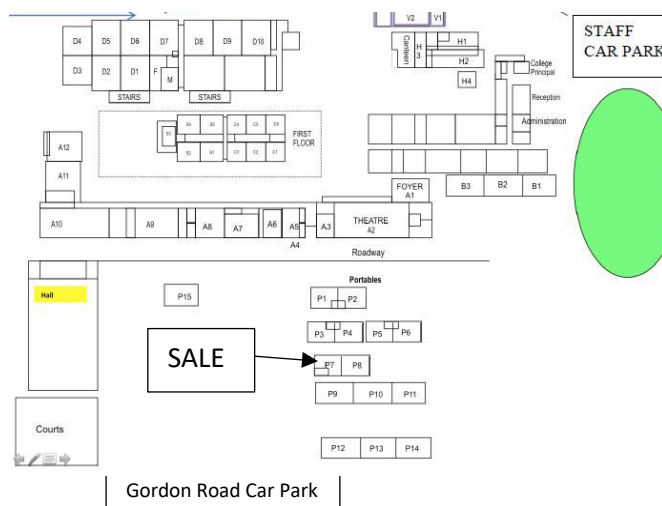 V2 V1
STAFF
CAR PARK
D4 D5 D6 D7 D8 D9 D10
Canteen H3 H1
H2
College
Principal
D3 D2 D1 F M
H4
STAIRS STAIRS
Reception
Administration
FIRST
FLOOR
A12
A11
FOYER
A1
B3 B2 B1
A10 A9 A8 A7 A6 A5 A3 THEATRE
A2
A4
Roadway
Portables
Hall
P15 P1 P2
P3 P4 P5 P6
SALE
P7 P8
P9 P10 P11
Courts
P12 P13 P14
Gordon Road Car Park